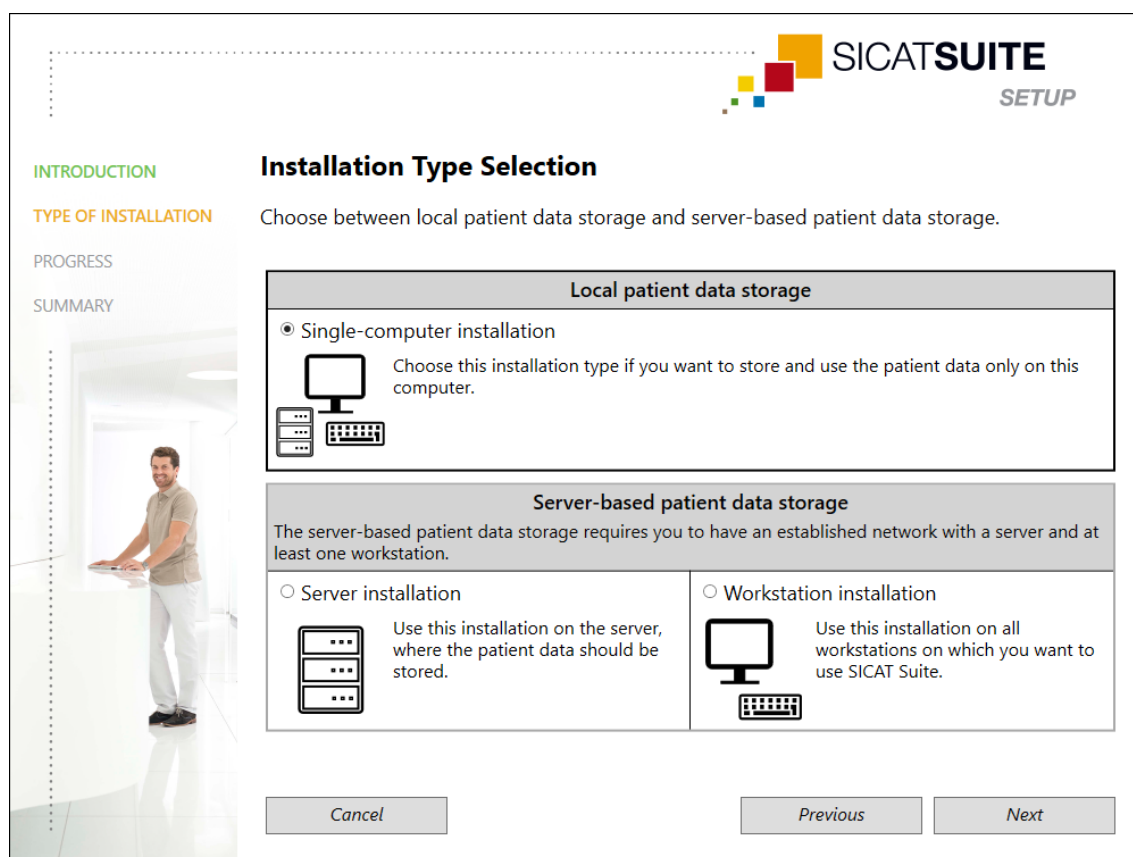 SICATSUITE
SETUP
INTRODUCTION
TYPE OF INSTALLATION
PROGRESS
SUMMARY
Installation Type Selection
Choose between local patient data storage and server-based patient data storage.
Local patient data storage
Single-computer installation
Choose this installation type if you want to store and use the patient data only on this
computer.
Server-based patient data storage
The server-based patient data storage requires you to have an established network with a server and at
least one workstation.
Server installation
Use this installation on the server,
where the patient data should be
stored.
Workstation installation
Use this installation on all
workstations on which you want to
use SICAT Suite.
Cancel
Previous
Next